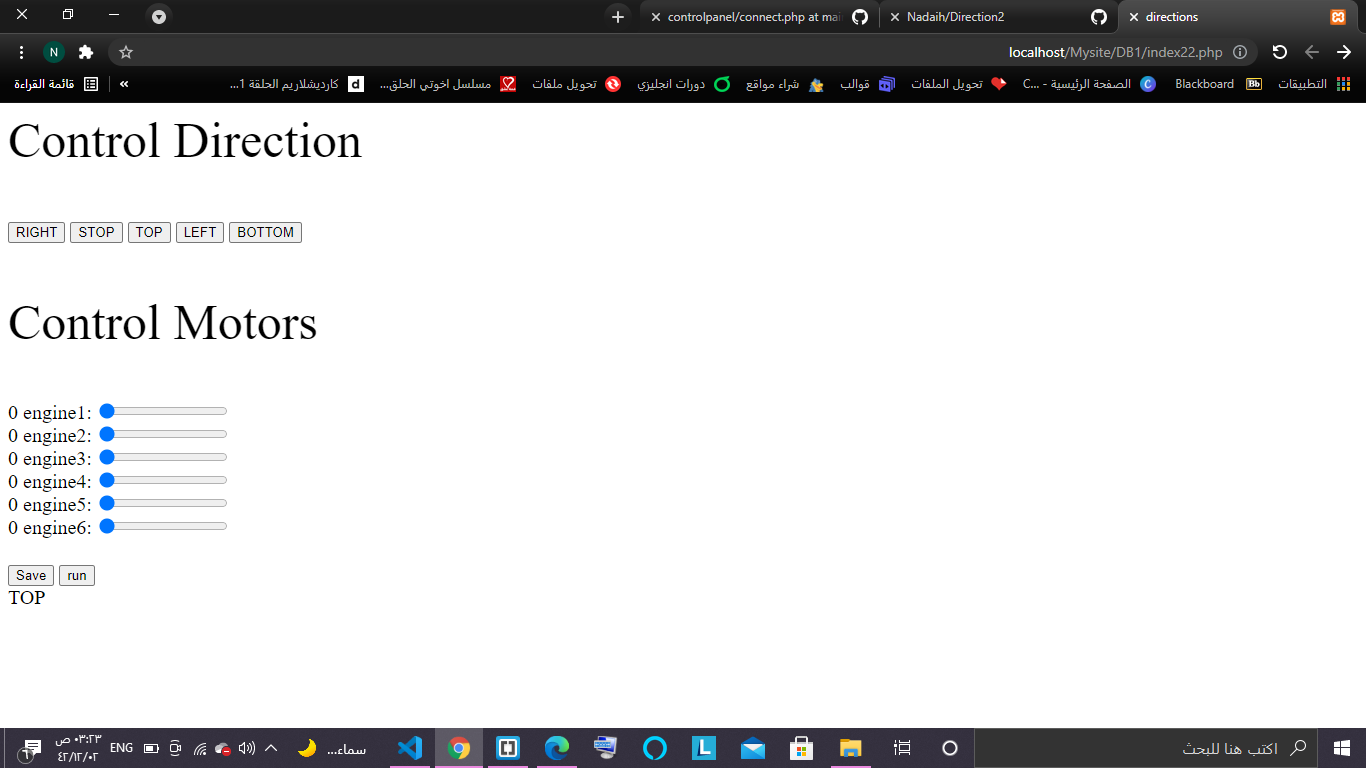 controlpanel/connect.php at mai
Nadaih/Direction2
directions
N
localhost/Mysite/DB1/index22.php
التطبيقات
Bb
Blackboard
C
الصفحة الرئيسية - C...
تحويل الملفات
قوالب
شراء مواقع
دورات انجليزي
تحويل ملفات
مسلسل اخوتي الحلق...
d
كارديشلاريم الحلقة 1...
»
قائمة القراءة
Control Direction
RIGHT STOP TOP LEFT BOTTOM
Control Motors
0 engine1:
0 engine2:
0 engine3:
0 engine4:
0 engine5:
0 engine6:
Save run
TOP
اكتب هنا للبحث
L
سماء...
ENG
٠٣:٢٣ ص
٤٢/١٢/٠٢